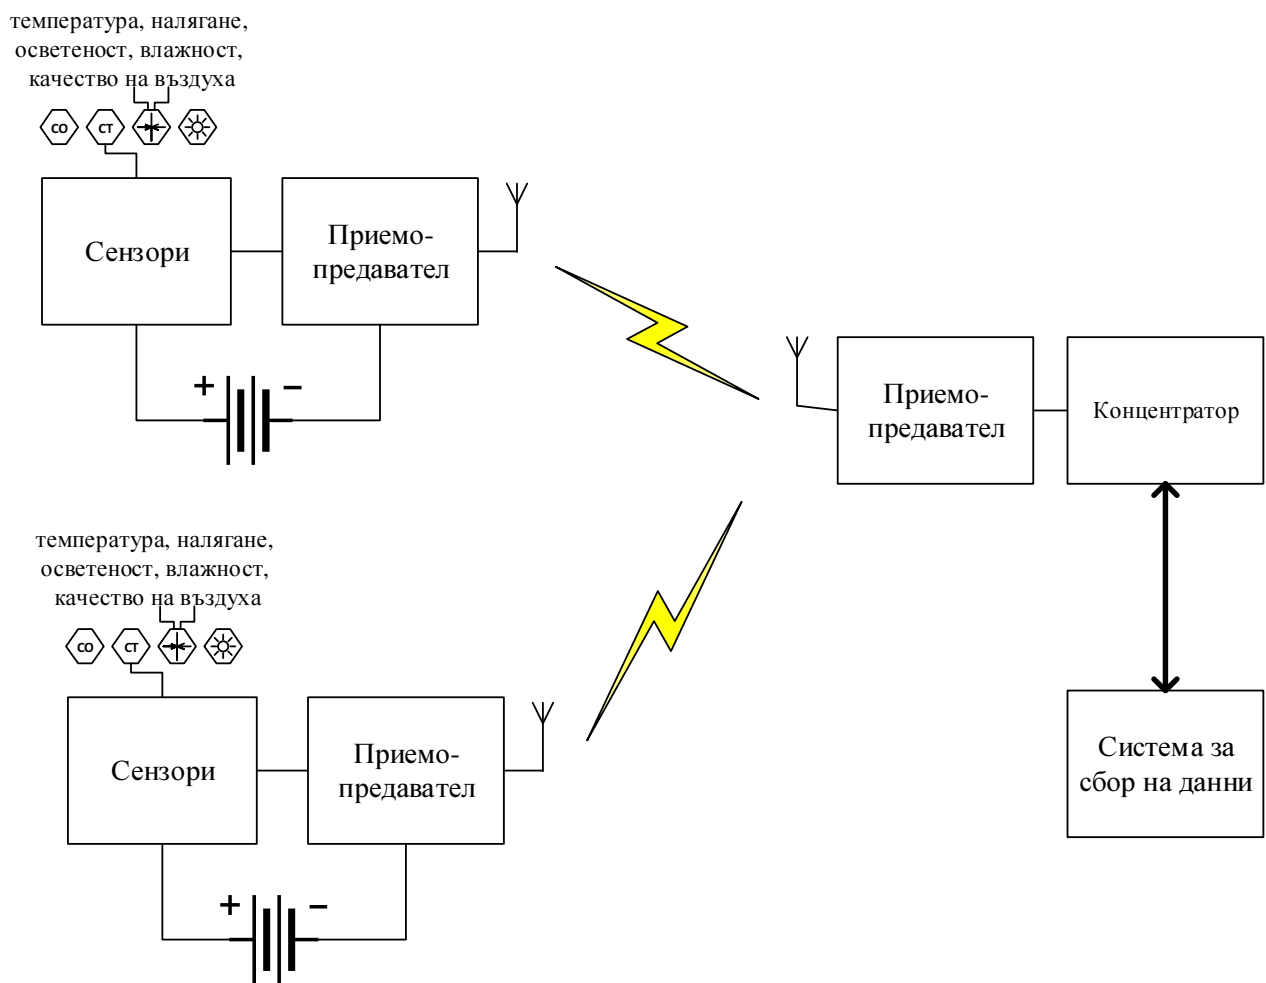 температура, налягане,
осветеност, влажност,
качество на въздуха
CO CT
Сензори
Приемо-
предавател
+ −
Приемо-
предавател
Концентратор
температура, налягане,
осветеност, влажност,
качество на въздуха
CO CT
Сензори
Приемо-
предавател
+ −
Система за
сбор на данни